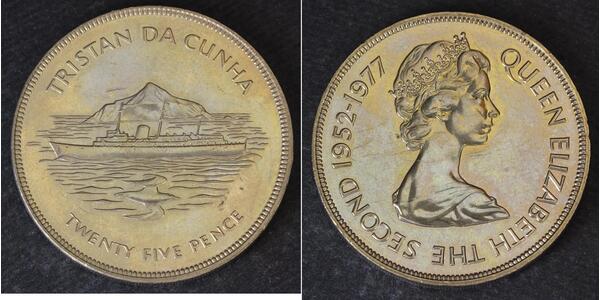 TRISTAN DA CUNHA
TWENTY FIVE PENCE
QUEEN ELIZABETH THE SECOND 1952-1977